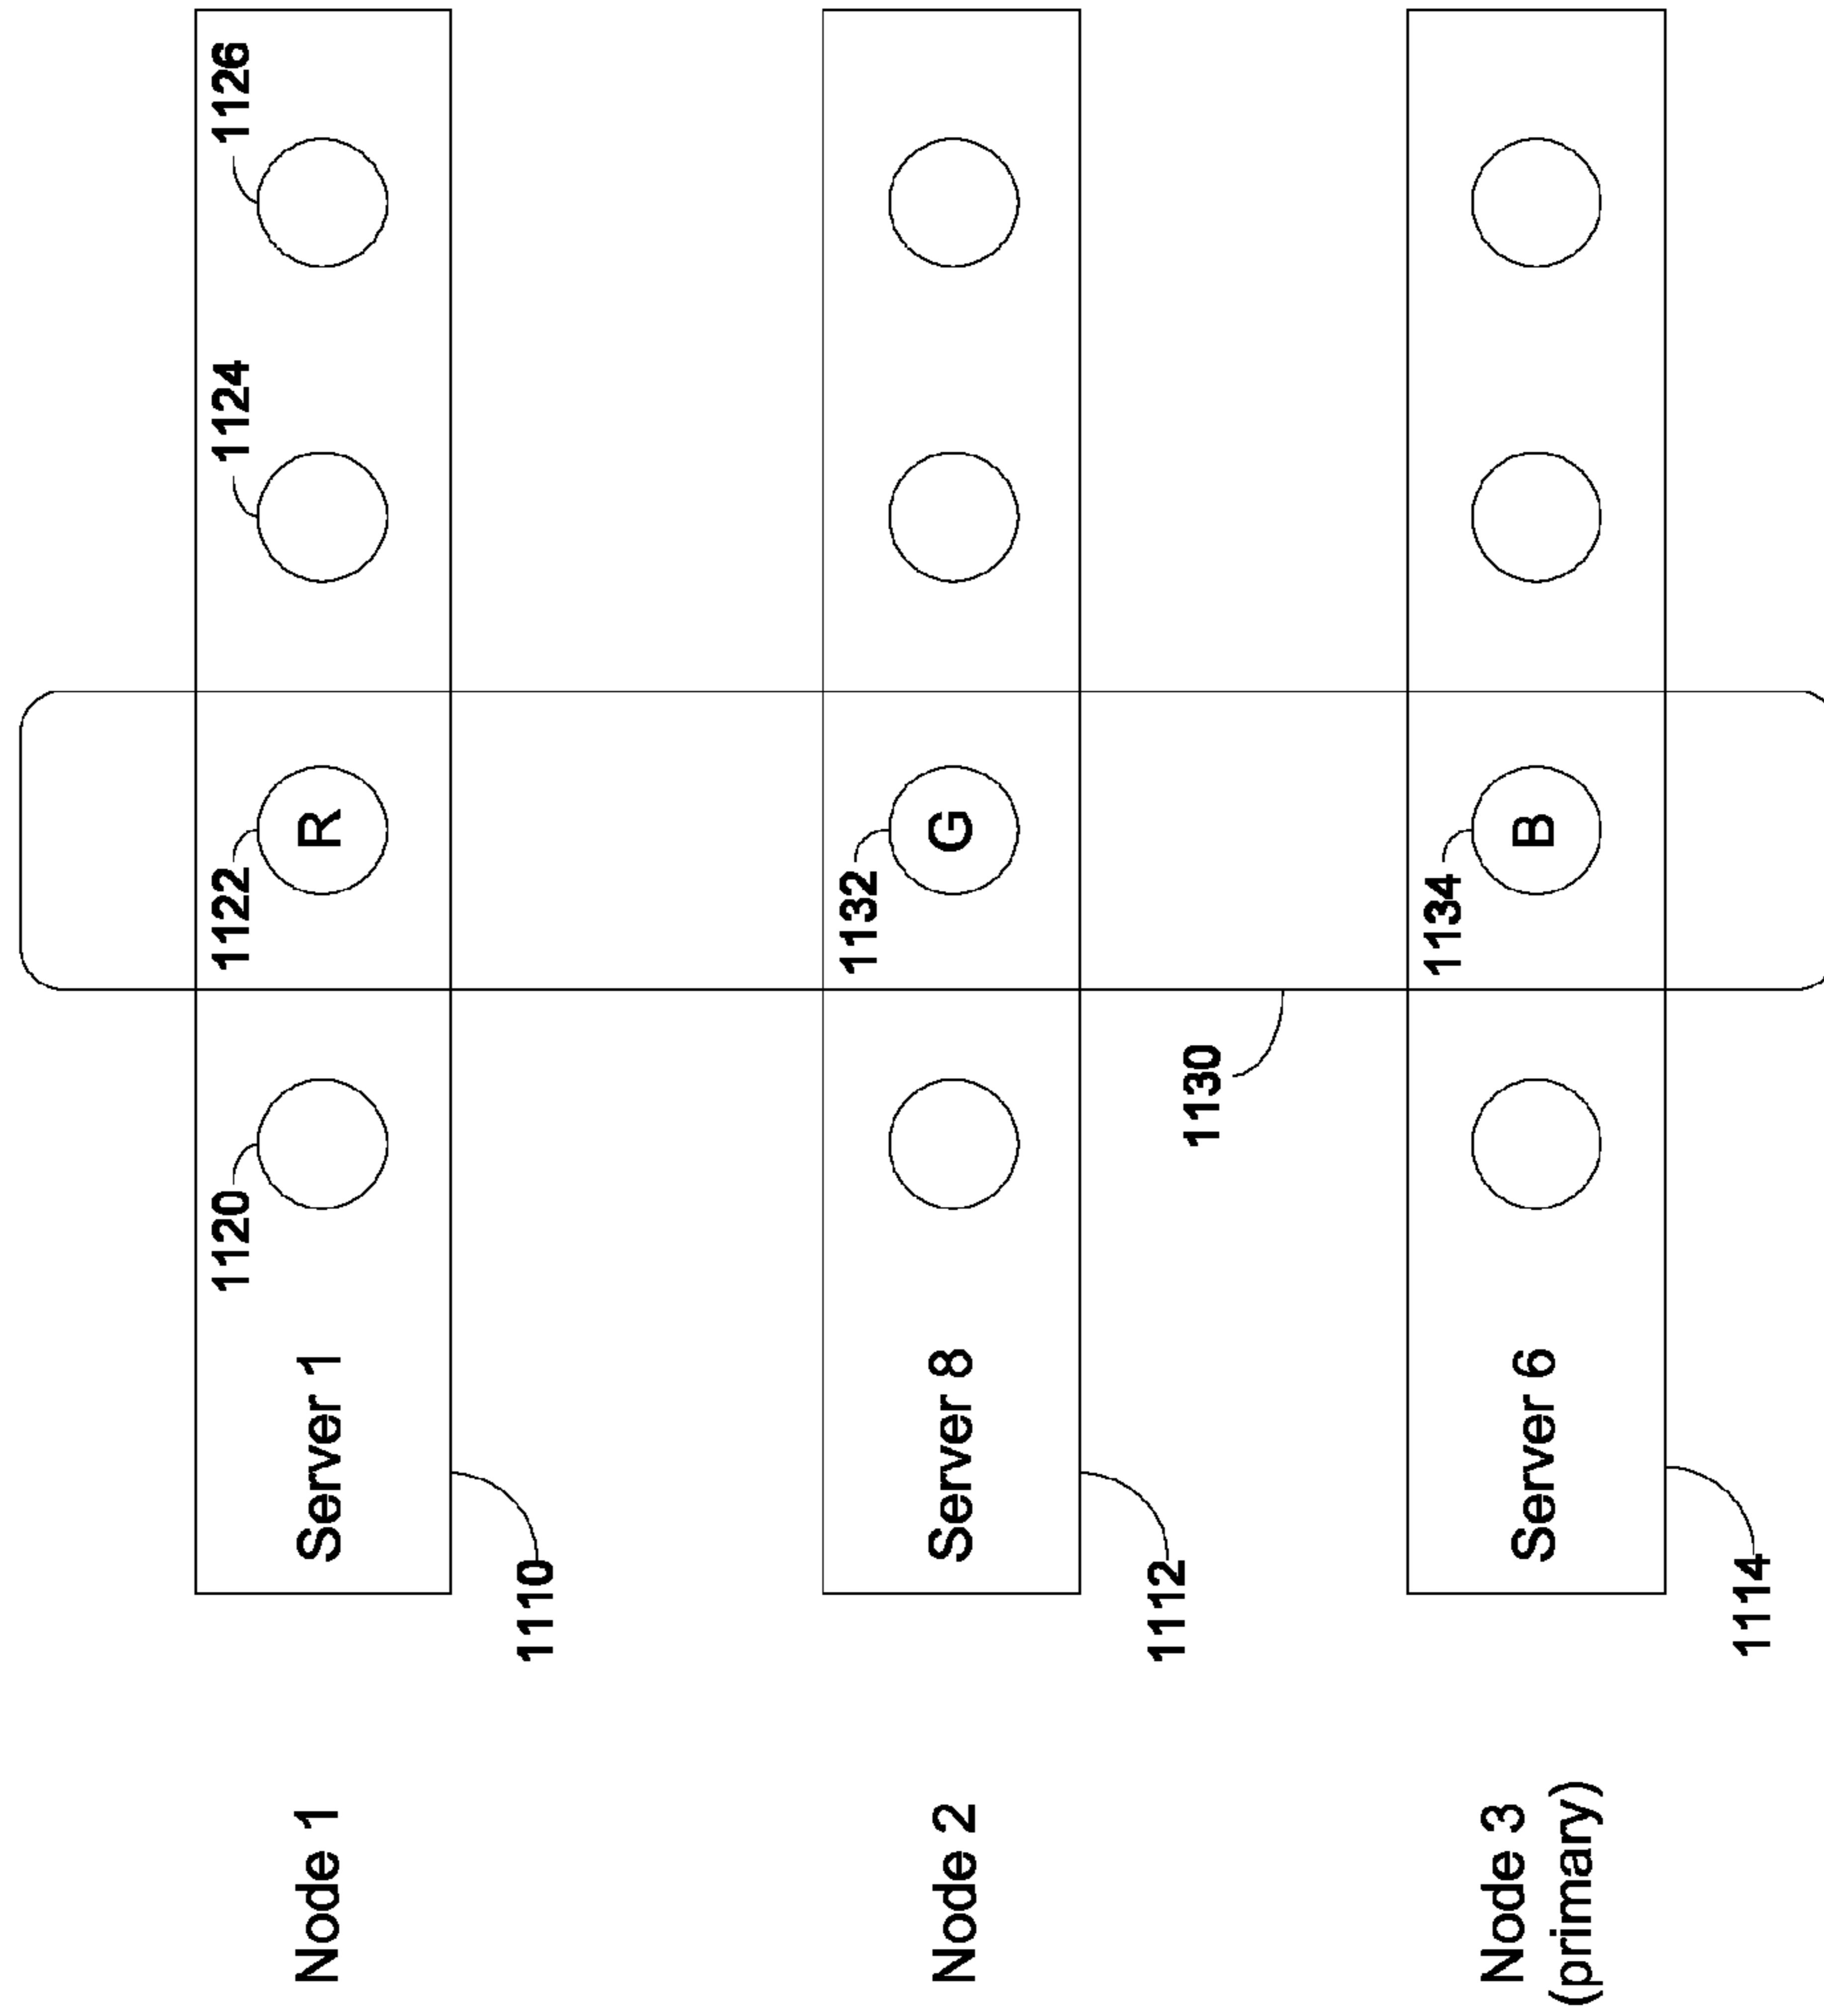 Node 1
Server 1
1110
1120
1122
R
1124
1126
Node 2
Server 8
1112
1132
G
1130
Node 3
(primary)
Server 6
1114
1134
B